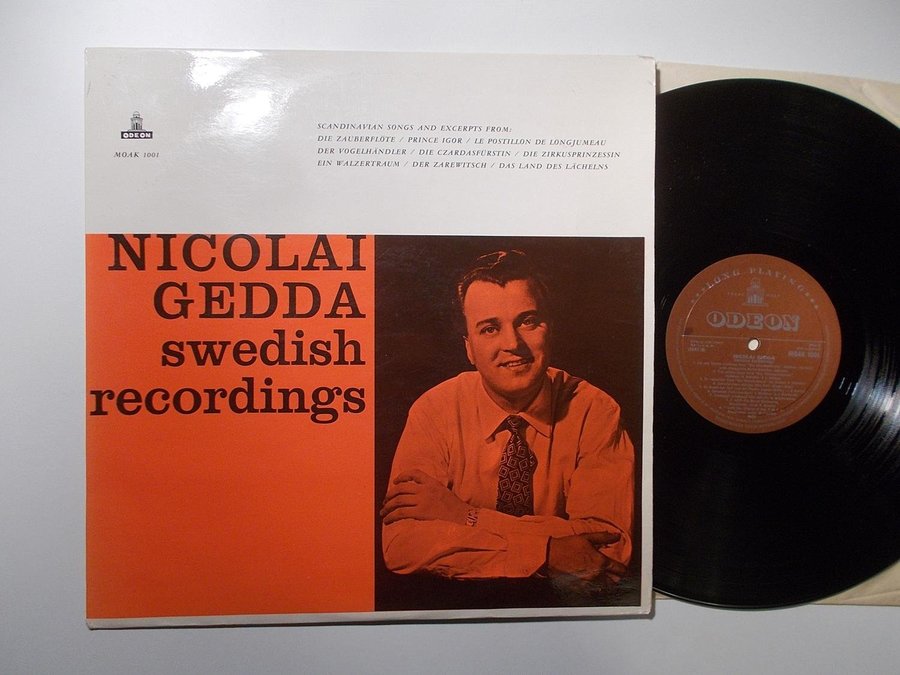 ODEON
MOAK 1001
SCANDINAVIAN SONGS AND EXCERPTS FROM:
DIE ZAUBERFLÖTE / PRINCE IGOR / LE POSTILLON DE LONGJUMEAU
DER VOGELHÄNDLER / DIE CZARDASFÜRSTIN / DIE ZIRKUSPRINZESSIN
EIN WALZERTRAUM / DER ZAREWITSCH / DAS LAND DES LÄCHELNS
NICOLAI
GEDDA
swedish
recordings
LONG PLAYING
ODEON
MOAK 1001
NICOLAI GEDDA